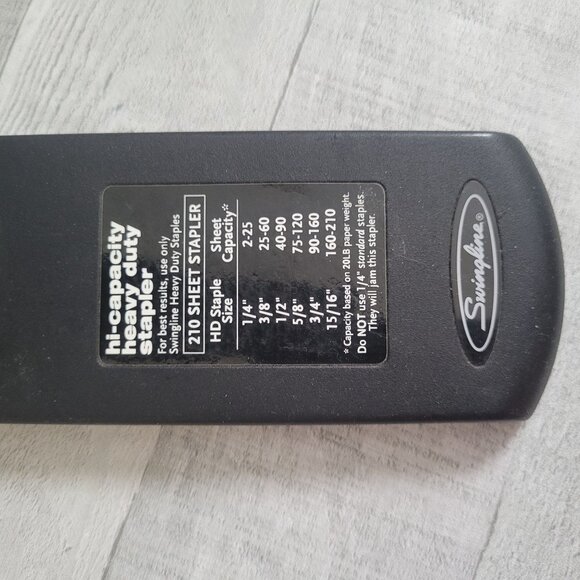 hi-capacity
heavy duty
stapler
For best results, use only
Swingline Heavy Duty Staples
210 SHEET STAPLER
HD Staple Sheet
Size Capacity*
1/4" 2-25
3/8" 25-60
1/2" 40-90
5/8" 75-120
3/4" 90-160
15/16" 160-210
* Capacity based on 20LB paper weight.
Do NOT use 1/4" standard staples.
They will jam this stapler.
Swingline®